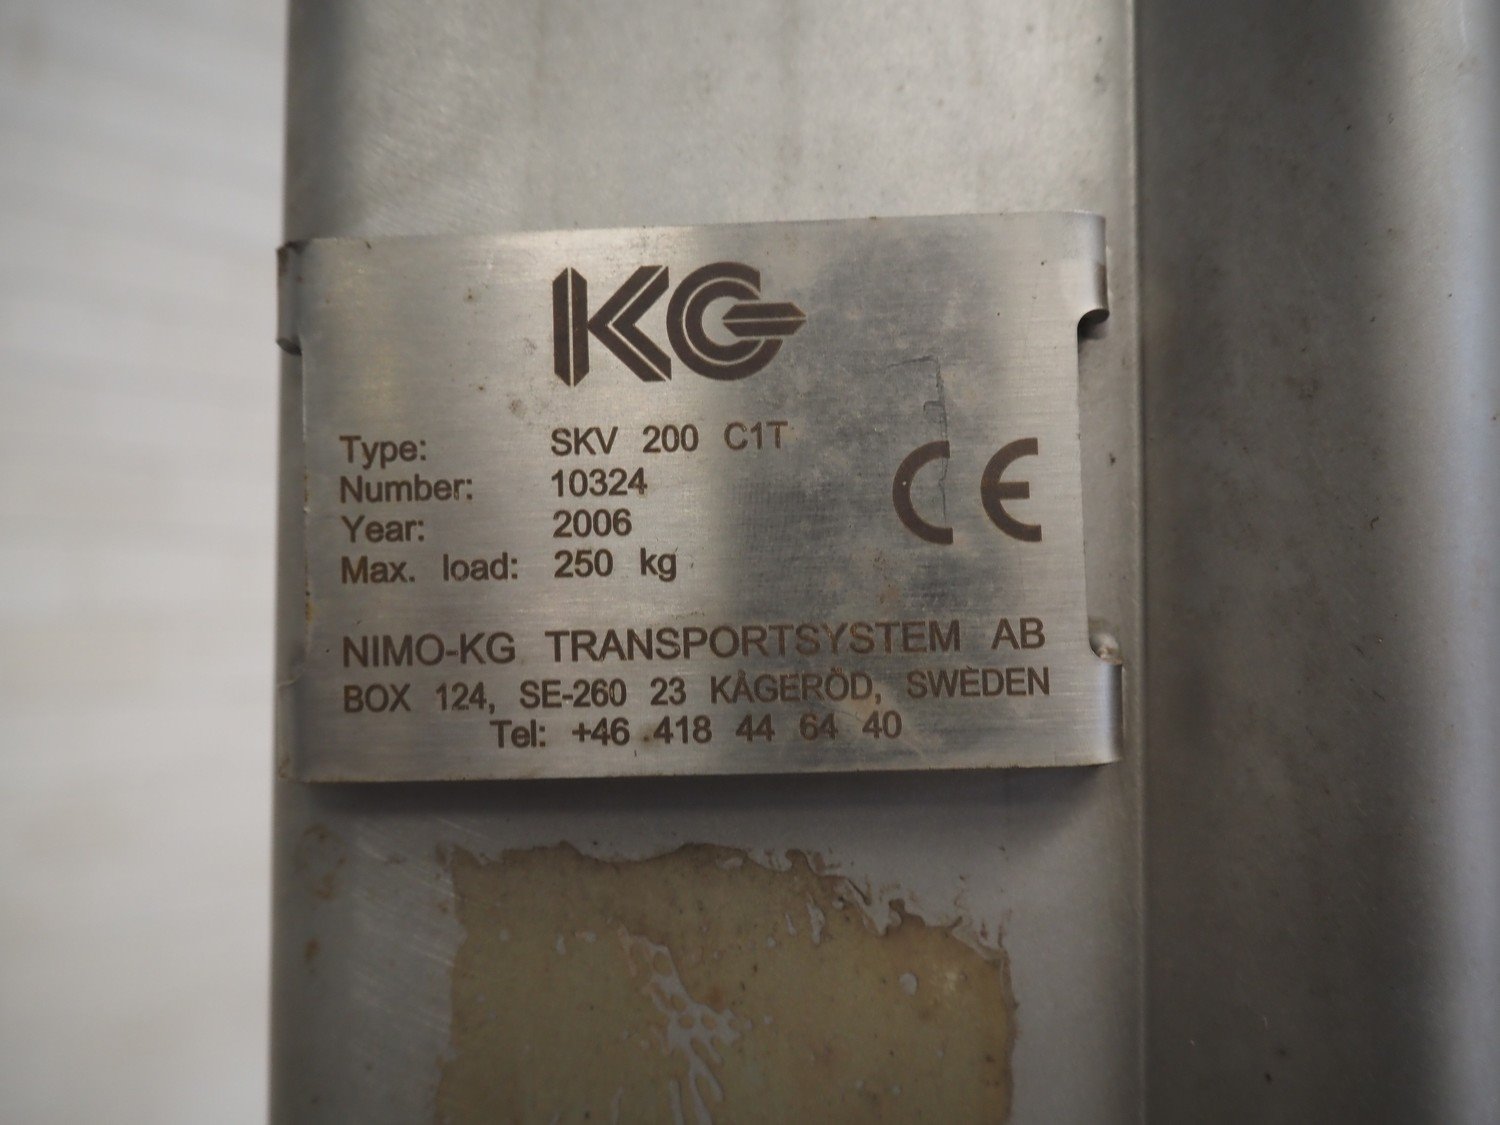 KG
Type: SKV 200 C1T
Number: 10324
Year: 2006
Max. load: 250 kg
CE
NIMO-KG TRANSPORTSYSTEM AB
BOX 124, SE-260 23 KÅGERÖD, SWEDEN
Tel: +46 418 44 64 40